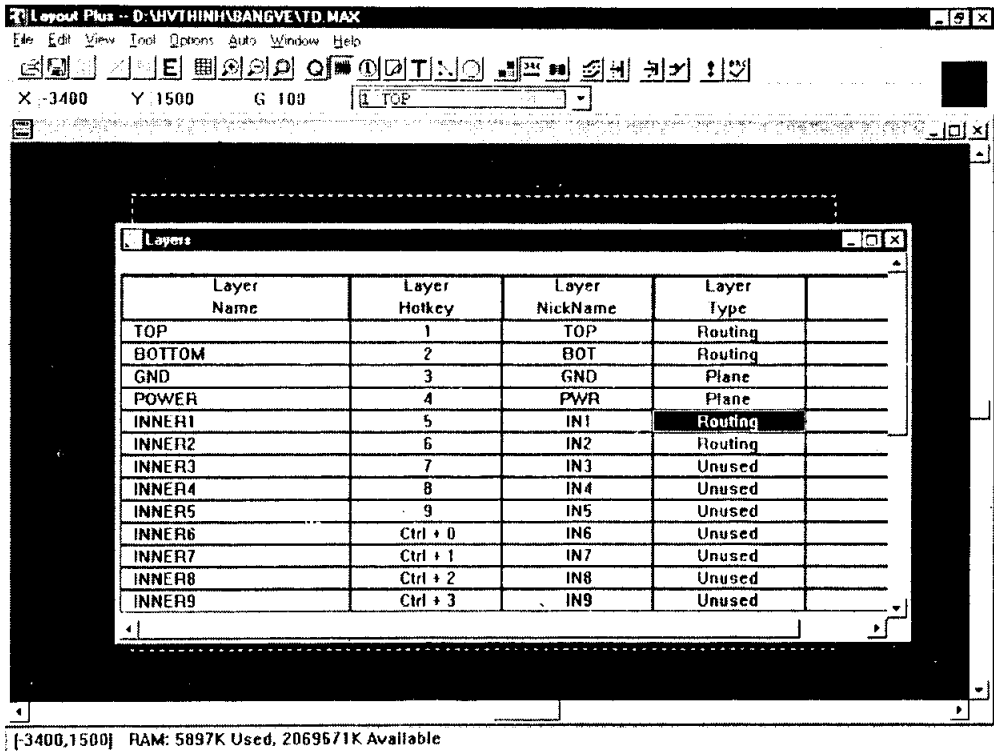 Layout Plus -- D:\HVTHINH\BANGVE\TD.MAX
File Edit View Tool Options Auto Window Help
X -3400 Y 1500 G 100 1 TOP
Layers
Layer Name Layer Hotkey Layer NickName Layer Type
TOP 1 TOP Routing
BOTTOM 2 BOT Routing
GND 3 GND Plane
POWER 4 PWR Plane
INNER1 5 IN1 Routing
INNER2 6 IN2 Routing
INNER3 7 IN3 Unused
INNER4 8 IN4 Unused
INNER5 9 IN5 Unused
INNER6 Ctrl + 0 IN6 Unused
INNER7 Ctrl + 1 IN7 Unused
INNER8 Ctrl + 2 IN8 Unused
INNER9 Ctrl + 3 IN9 Unused
[-3400,1500] RAM: 5897K Used, 2069671K Available